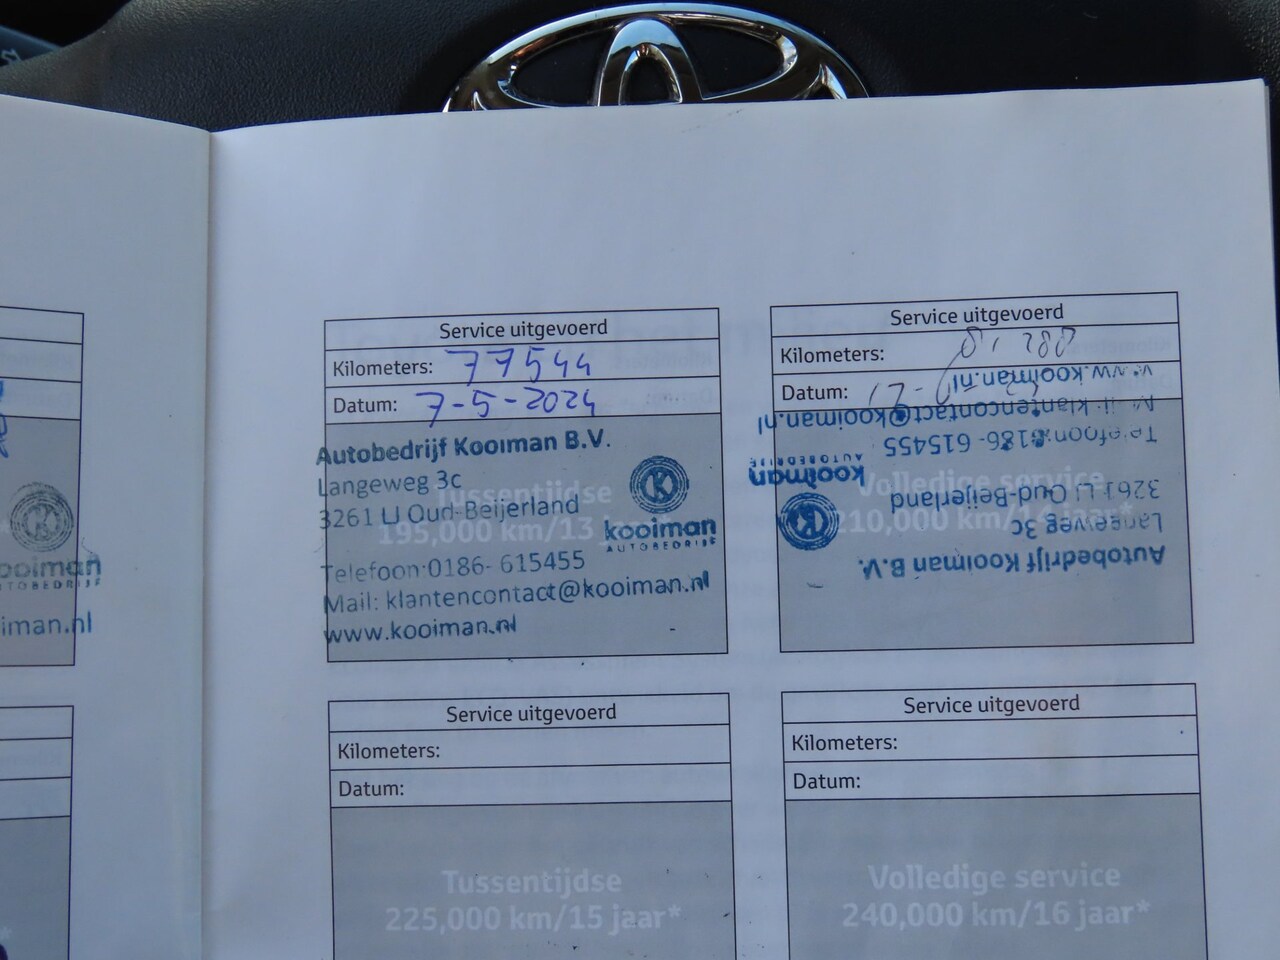 Service uitgevoerd
Kilometers: 77544
Datum: 7-5-2024
Tussentijdse
195,000 km/13
Autobedrijf Kooiman B.V.
Langeweg 3c
3261 LJ Oud-Beijerland
Telefoon:0186- 615455
Mail: klantencontact@kooiman.nl
www.kooiman.nl
K
kooiman
AUTOBEDRIJF
Service uitgevoerd
Kilometers:
Datum:
Volledige service
210,000 km/14 jaar*
Autobedrijf Kooiman B.V.
Langeweg 3c
3261 LJ Oud-Beijerland
Telefoon:0186- 615455
Mail: klantencontact@kooiman.nl
www.kooiman.nl
K
kooiman
AUTOBEDRIJF
K
ooiman
TOBEDRIJF
iman.nl
Service uitgevoerd
Kilometers:
Datum:
Tussentijdse
225,000 km/15 jaar*
Service uitgevoerd
Kilometers:
Datum:
Volledige service
240,000 km/16 jaar*